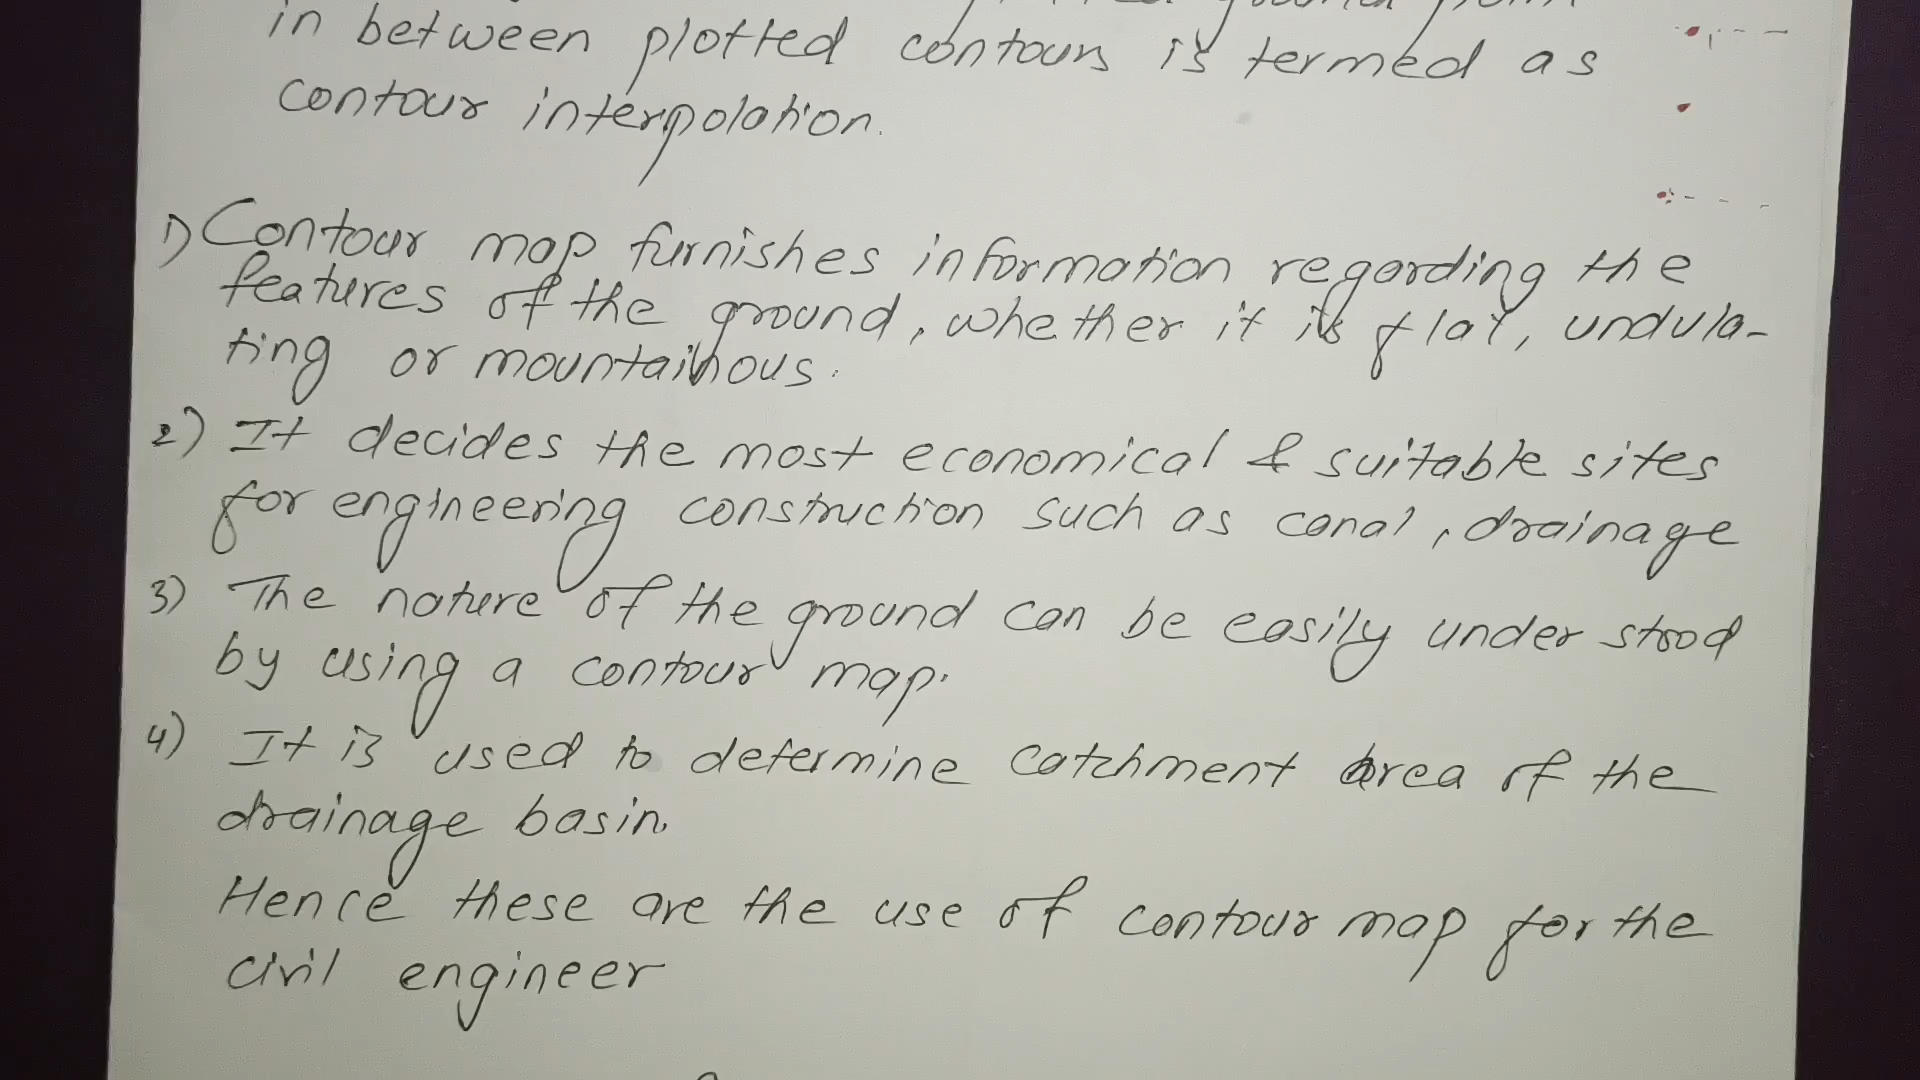 in between plotted contours is termed as
contour interpolation.
1) Contour map furnishes information regarding the
features of the ground, whether it is flat, undula-
ting or mountainous.
2) It decides the most economical & suitable sites
for engineering construction such as canal, drainage
3) The nature of the ground can be easily under stood
by using a contour map.
4) It is used to determine catchment area of the
drainage basin.
Hence these are the use of contour map for the
civil engineer